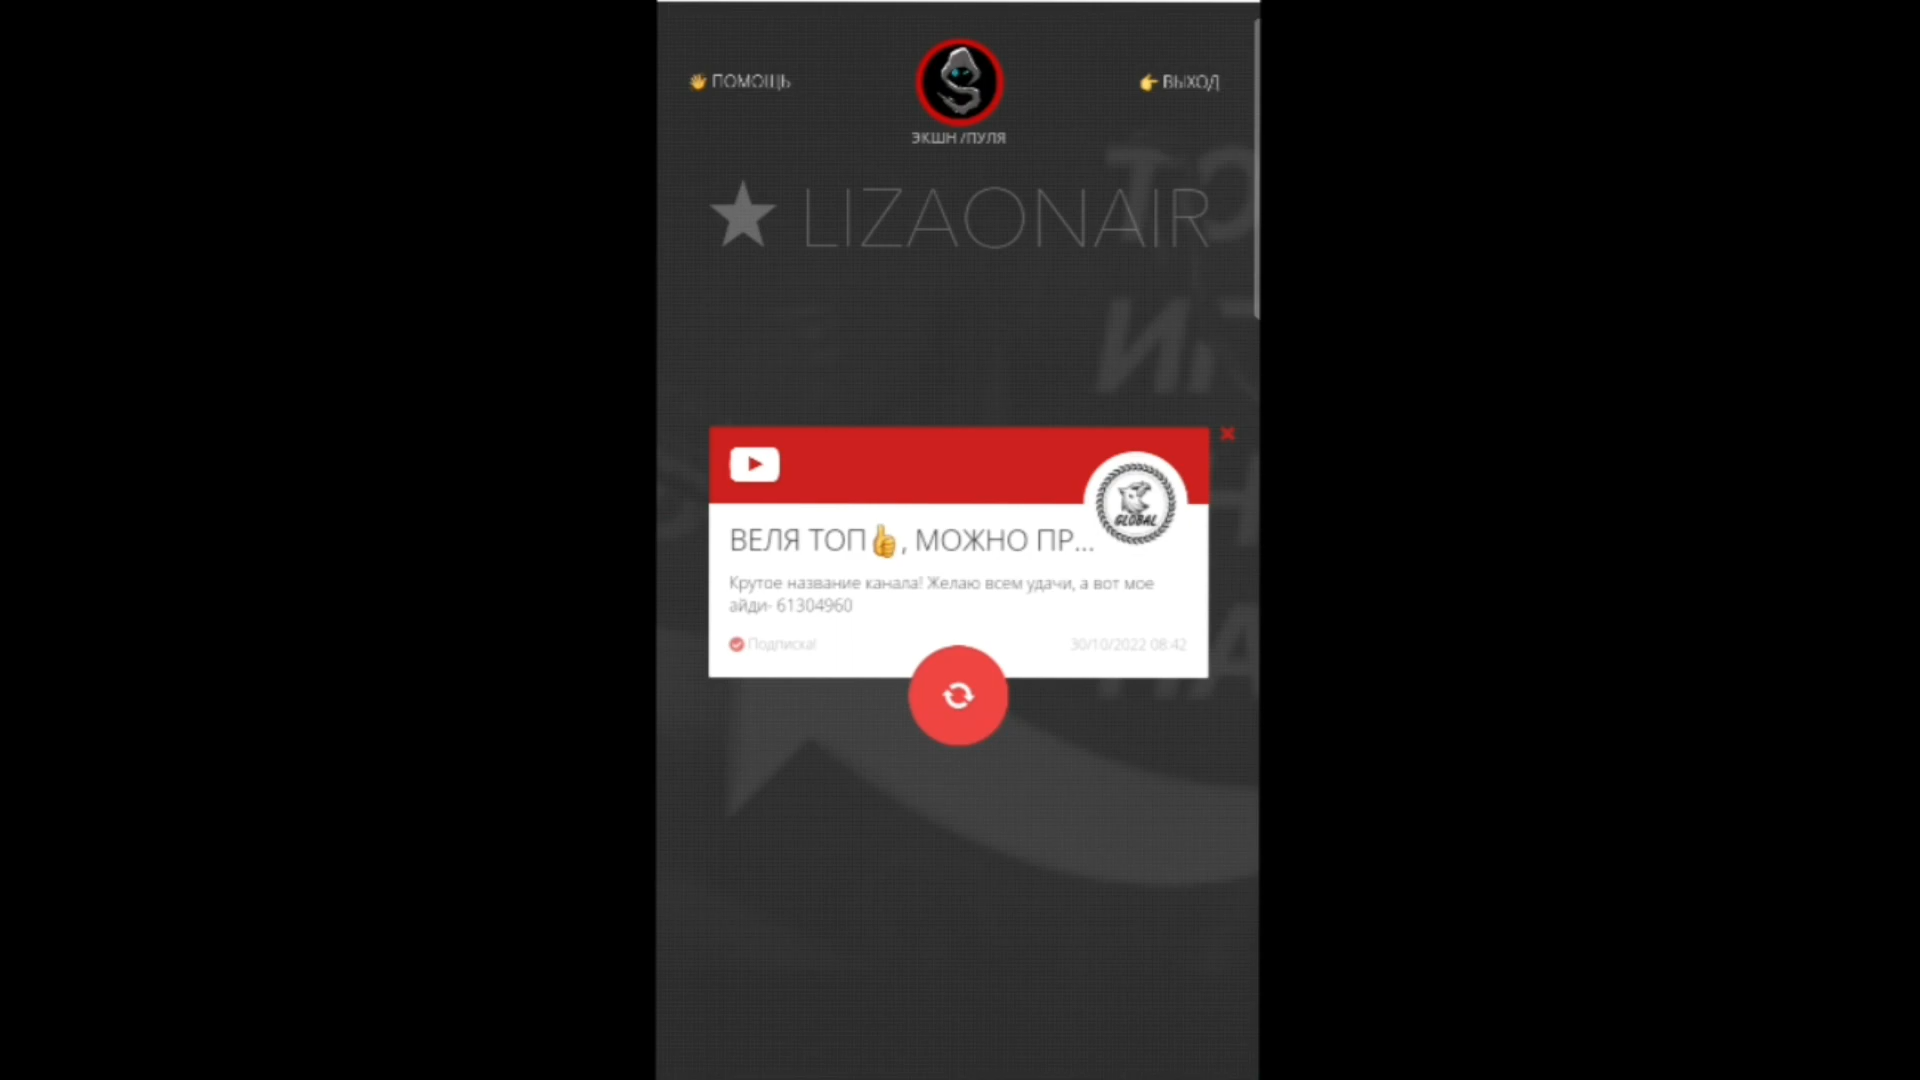 👋 ПОМОЩЬ
👉 ВЫХОД
ЭКШН /ПУЛЯ
★ LIZAONAIR
GLOBAL
ВЕЛЯ ТОП👍, МОЖНО ПР...
Крутое название канала! Желаю всем удачи, а вот мое
айди- 61304960
Подписка!
30/10/2022 08:42